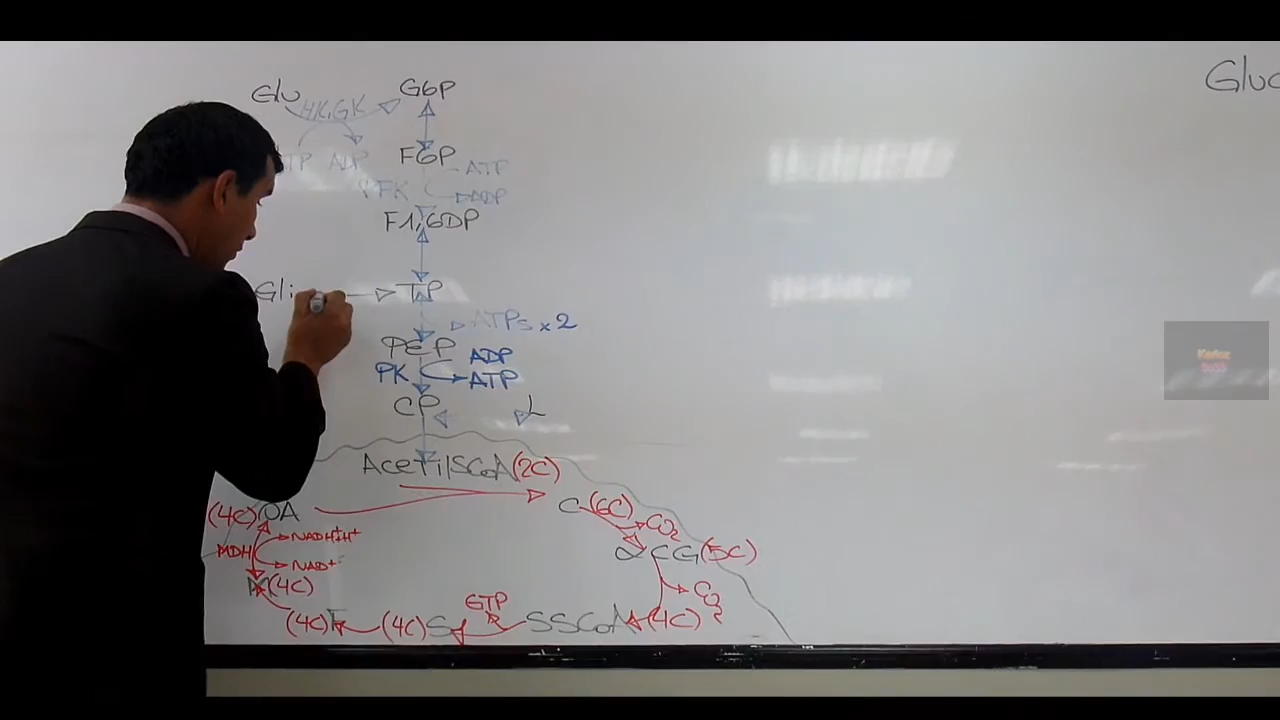 Glu
G6P
Gluc
HK,GK
ADP
F6P
ATP
PFK
ADP
F1,6DP
Gli
TP
ATPs x 2
PEP
ADP
PK
ATP
CP
L
AcetilSCoA (2C)
(4C) OA
C (6C)
CO2
NADH+H+
MDH
αCG (5C)
NAD+
(4C)
CO2
GTP
(4C) F
(4C) S
SSCoA (4C)